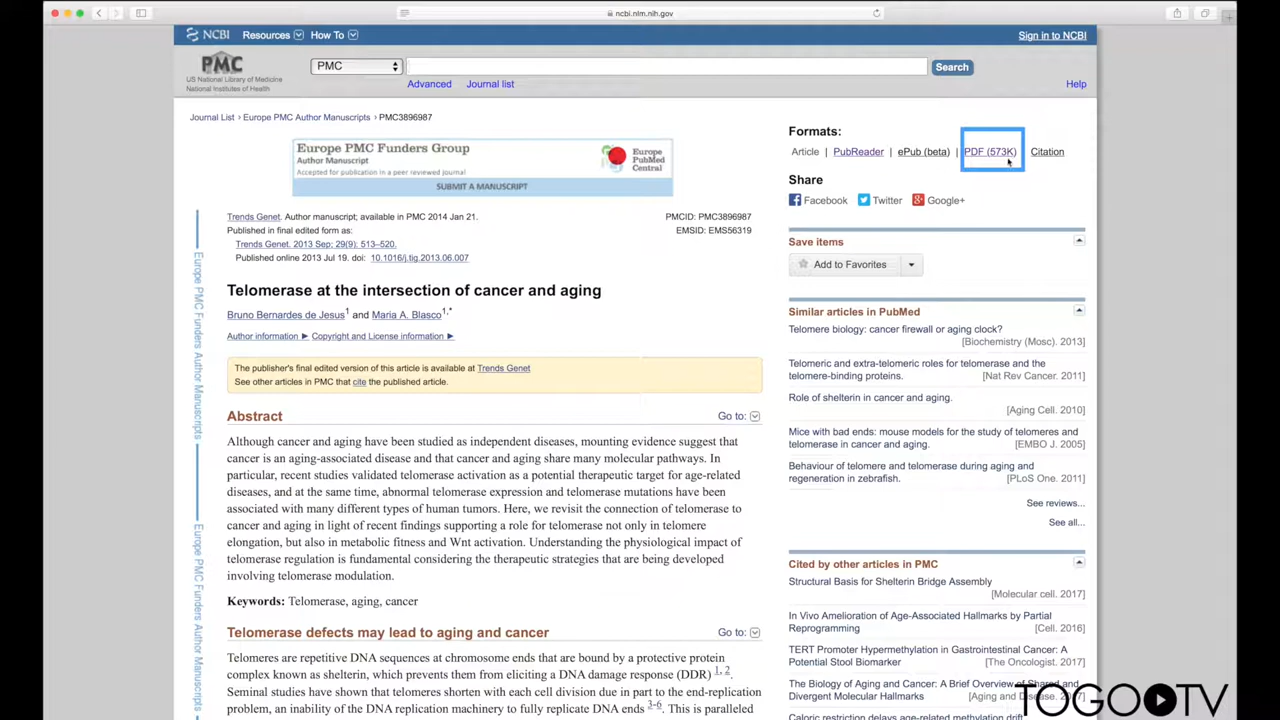 ncbi.nlm.nih.gov
NCBI Resources How To Sign in to NCBI
PMC
US National Library of Medicine
National Institutes of Health
PMC Search
Advanced Journal list Help
Journal List > Europe PMC Author Manuscripts > PMC3896987
Europe PMC Funders Group
Author Manuscript
Accepted for publication in a peer reviewed journal
Europe
PubMed
Central
SUBMIT A MANUSCRIPT
Trends Genet. Author manuscript; available in PMC 2014 Jan 21.
Published in final edited form as:
Trends Genet. 2013 Sep; 29(9): 513–520.
Published online 2013 Jul 19. doi: 10.1016/j.tig.2013.06.007
PMCID: PMC3896987
EMSID: EMS56319
Telomerase at the intersection of cancer and aging
Bruno Bernardes de Jesus1 and Maria A. Blasco1,*
Author information ► Copyright and License information ►
The publisher's final edited version of this article is available at Trends Genet
See other articles in PMC that cite the published article.
Abstract Go to:
Although cancer and aging have been studied as independent diseases, mounting evidence suggest that
cancer is an aging-associated disease and that cancer and aging share many molecular pathways. In
particular, recent studies validated telomerase activation as a potential therapeutic target for age-related
diseases, and at the same time, abnormal telomerase expression and telomerase mutations have been
associated with many different types of human tumors. Here, we revisit the connection of telomerase to
cancer and aging in light of recent findings supporting a role for telomerase not only in telomere
elongation, but also in metabolic fitness and Wnt activation. Understanding the physiological impact of
telomerase regulation is fundamental considering the therapeutic strategies that are being developed
involving telomerase modulation.
Keywords: Telomerase, aging, cancer
Telomerase defects may lead to aging and cancer Go to:
Telomeres are repetitive DNA sequences at chromosome ends that are bound by a protective protein
complex known as sheltering which prevents them from eliciting a DNA damage response (DDR) 1, 2.
Seminal studies have shown that telomeres shorten with each cell division due in part to the end-replication
problem, an inability of the DNA replication machinery to fully replicate DNA ends 3-6. This is paralleled
Europe PMC Funders Author Manuscripts
Europe PMC Funders Author Manuscripts
Formats:
Article | PubReader | ePub (beta) | PDF (573K) | Citation
Share
Facebook Twitter Google+
Save items
Add to Favorites
Similar articles in PubMed
Telomere biology: cancer firewall or aging clock?
[Biochemistry (Mosc). 2013]
Telomeric and extra-telomeric roles for telomerase and the
telomere-binding proteins. [Nat Rev Cancer. 2011]
Role of shelterin in cancer and aging.
[Aging Cell. 2010]
Mice with bad ends: mouse models for the study of telomeres and
telomerase in cancer and aging. [EMBO J. 2005]
Behaviour of telomere and telomerase during aging and
regeneration in zebrafish. [PLoS One. 2011]
See reviews...
See all...
Cited by other articles in PMC
Structural Basis for Shelterin Bridge Assembly
[Molecular cell. 2017]
In Vivo Amelioration of Age-Associated Hallmarks by Partial
Reprogramming [Cell. 2016]
TERT Promoter Hypermethylation in Gastrointestinal Cancer: A
Potential Stool Biomarker [The Oncologist. 2017]
The Biology of Aging and Cancer: A Brief Overview of Shared and
Divergent Molecular Hallmarks [Aging and Disease. 2017]
Caloric restriction delays age-related methylation drift
TOGOTV